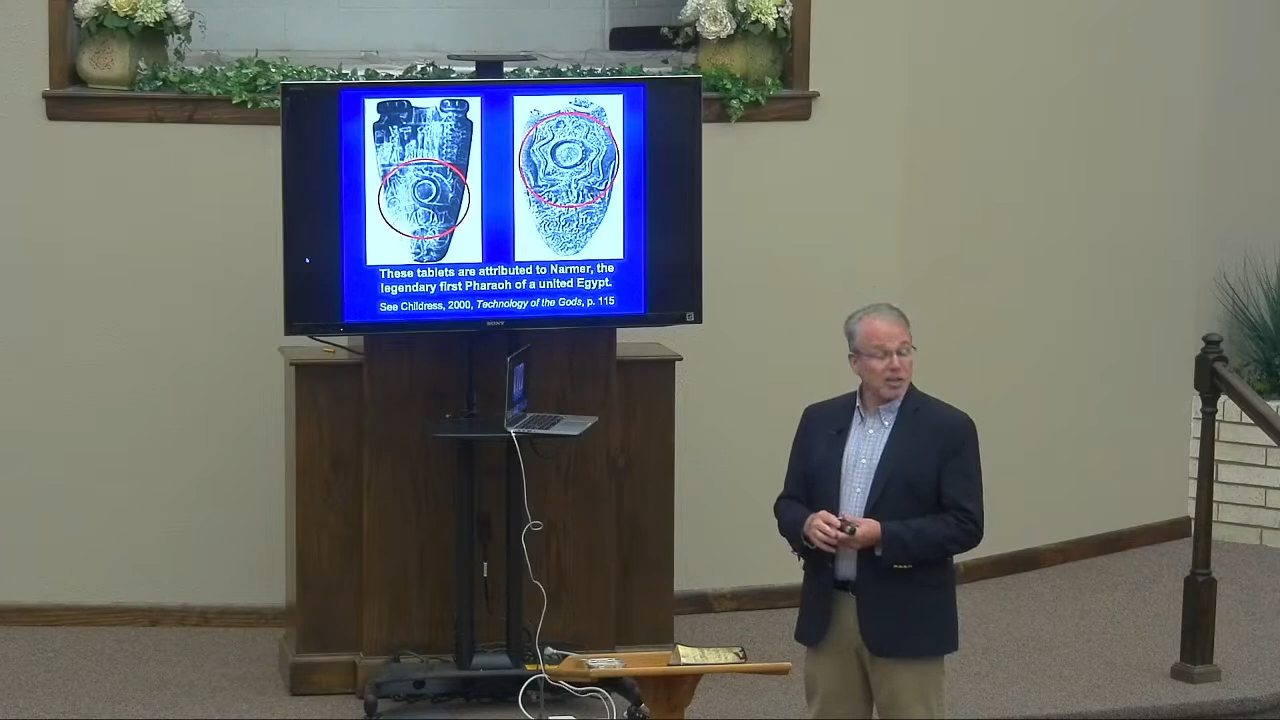 These tablets are attributed to Narmer, the
legendary first Pharaoh of a united Egypt.
See Childress, 2000, Technology of the Gods, p. 115
SONY